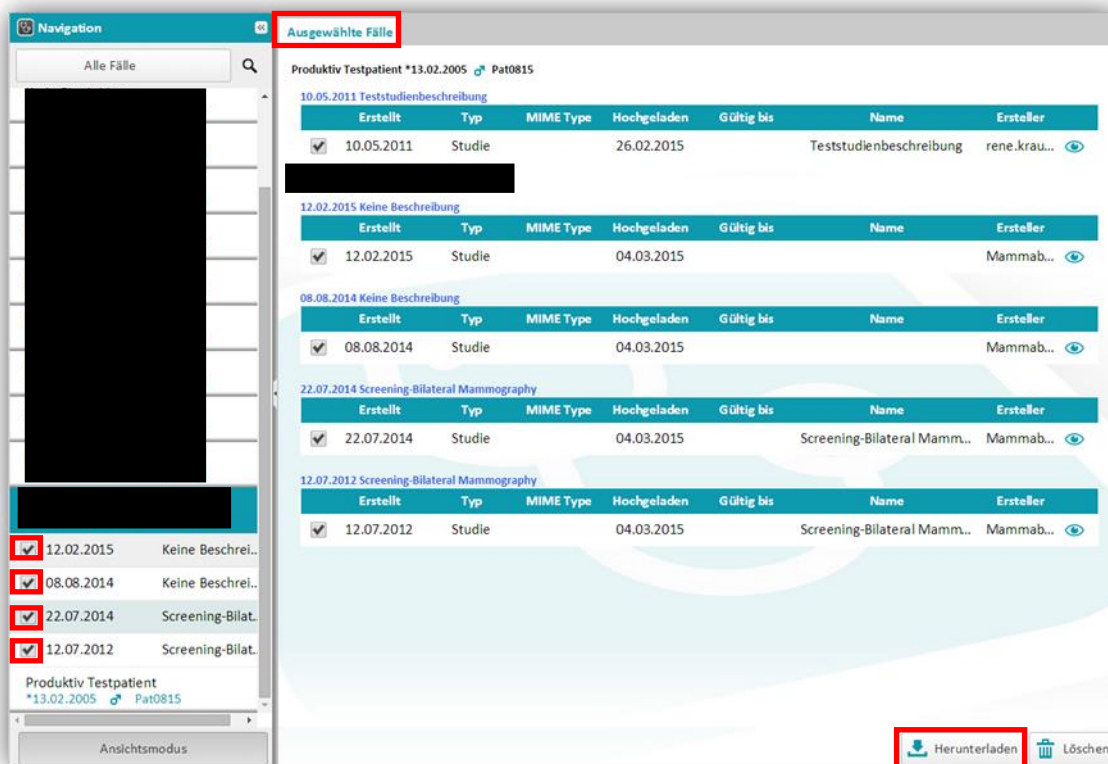 Navigation
Alle Fälle
12.02.2015 Keine Beschrei..
08.08.2014 Keine Beschrei..
22.07.2014 Screening-Bilat..
12.07.2012 Screening-Bilat..
Produktiv Testpatient
*13.02.2005 ♂ Pat0815
Ansichtsmodus
Ausgewählte Fälle
Produktiv Testpatient *13.02.2005 ♂ Pat0815
10.05.2011 Teststudienbeschreibung
Erstellt Typ MIME Type Hochgeladen Gültig bis Name Ersteller
10.05.2011 Studie 26.02.2015 Teststudienbeschreibung rene.krau...
12.02.2015 Keine Beschreibung
Erstellt Typ MIME Type Hochgeladen Gültig bis Name Ersteller
12.02.2015 Studie 04.03.2015 Mammab...
08.08.2014 Keine Beschreibung
Erstellt Typ MIME Type Hochgeladen Gültig bis Name Ersteller
08.08.2014 Studie 04.03.2015 Mammab...
22.07.2014 Screening-Bilateral Mammography
Erstellt Typ MIME Type Hochgeladen Gültig bis Name Ersteller
22.07.2014 Studie 04.03.2015 Screening-Bilateral Mamm... Mammab...
12.07.2012 Screening-Bilateral Mammography
Erstellt Typ MIME Type Hochgeladen Gültig bis Name Ersteller
12.07.2012 Studie 04.03.2015 Screening-Bilateral Mamm... Mammab...
Herunterladen Löschen